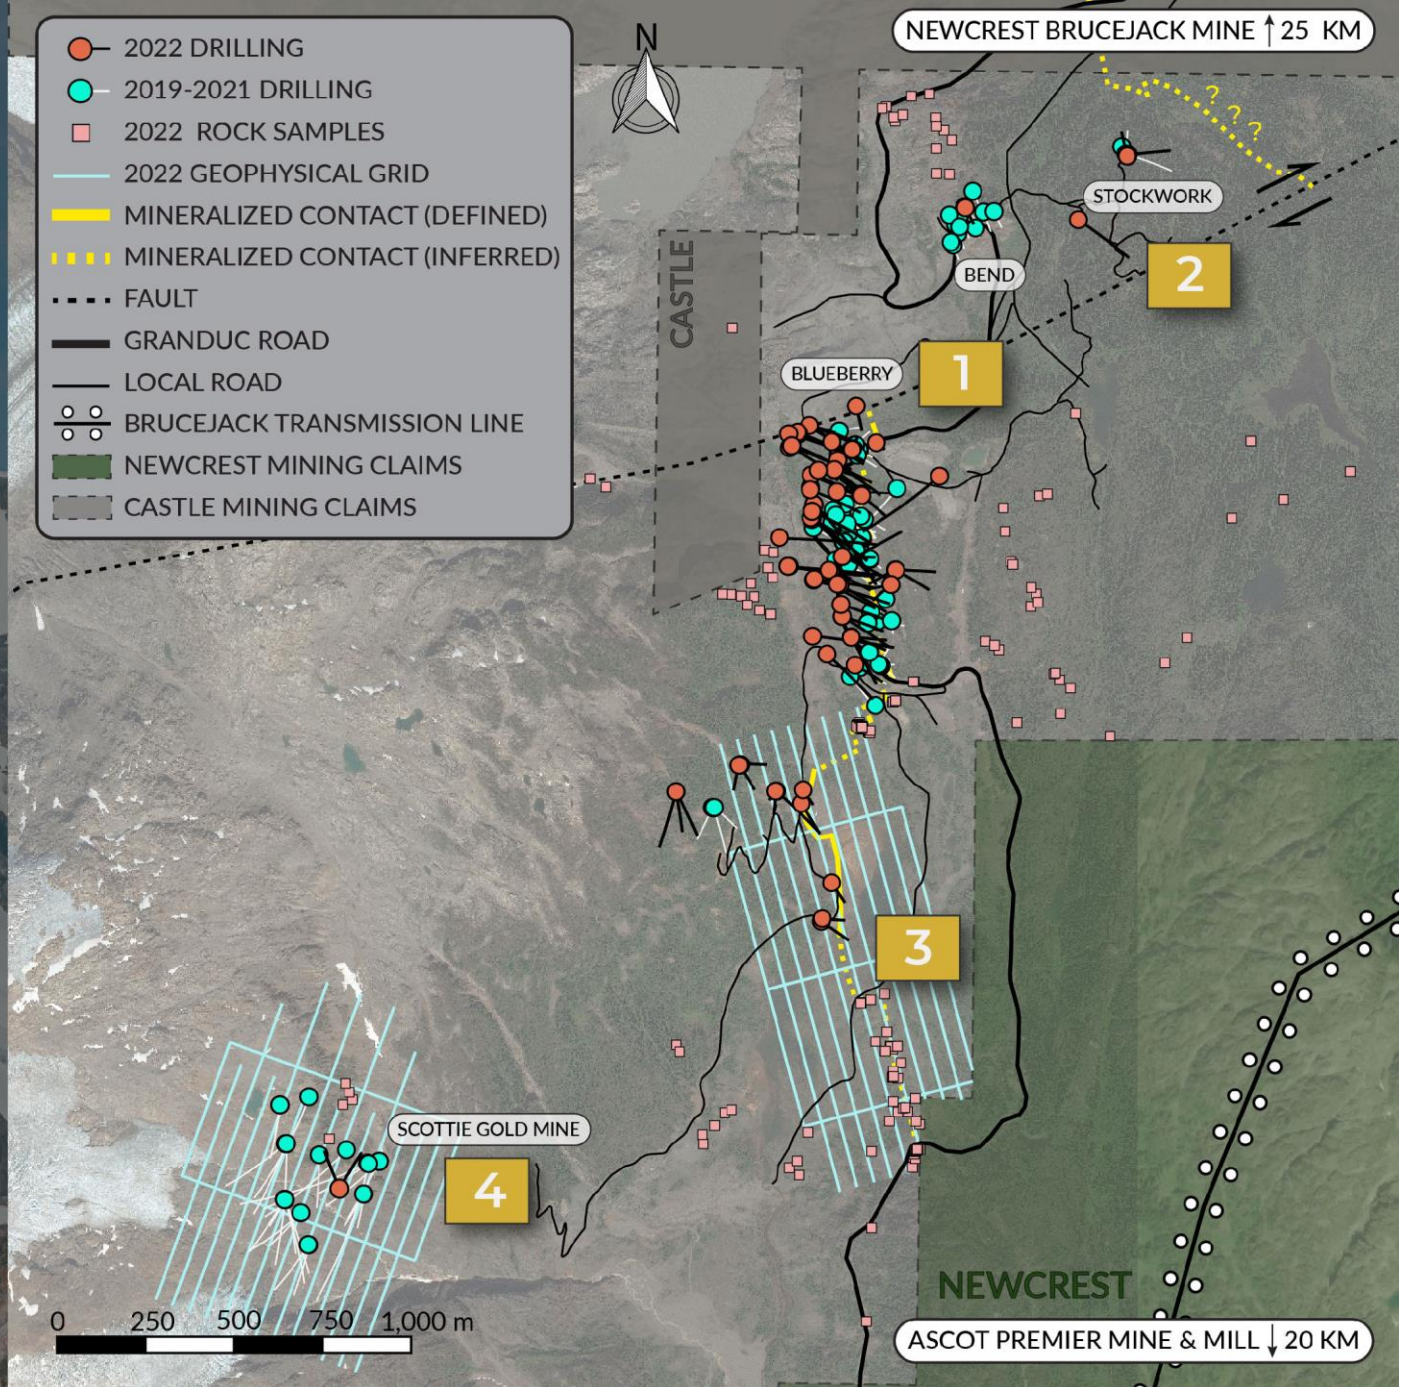 NEWCREST BRUCEJACK MINE ↑ 25 KM
2022 DRILLING
2019-2021 DRILLING
2022 ROCK SAMPLES
2022 GEOPHYSICAL GRID
MINERALIZED CONTACT (DEFINED)
MINERALIZED CONTACT (INFERRED)
FAULT
GRANDUC ROAD
LOCAL ROAD
BRUCEJACK TRANSMISSION LINE
NEWCREST MINING CLAIMS
CASTLE MINING CLAIMS
N
? ? ?
STOCKWORK
2
BEND
CASTLE
BLUEBERRY
1
3
SCOTTIE GOLD MINE
4
NEWCREST
0 250 500 750 1,000 m
ASCOT PREMIER MINE & MILL ↓ 20 KM